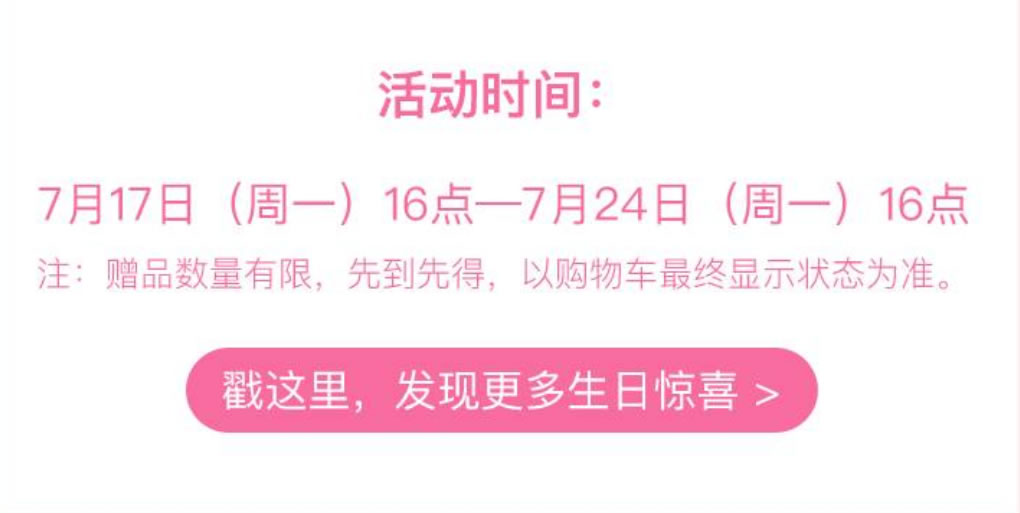 活动时间：
7月17日（周一）16点—7月24日（周一）16点
注：赠品数量有限，先到先得，以购物车最终显示状态为准。
戳这里，发现更多生日惊喜 >